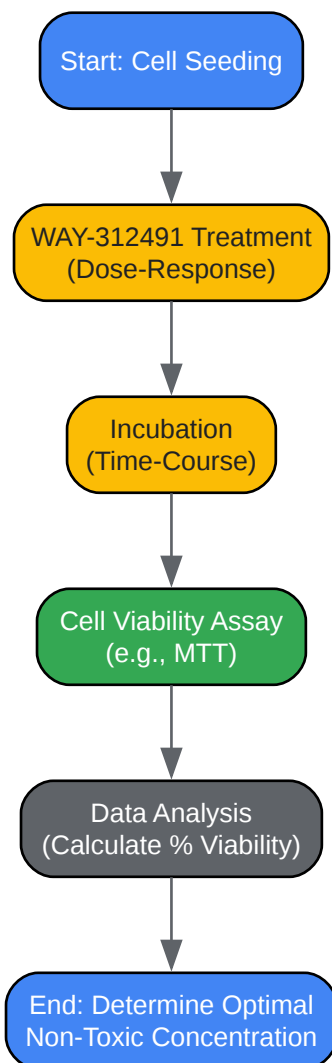 Start: Cell Seeding
WAY-312491 Treatment
(Dose-Response)
Incubation
(Time-Course)
Cell Viability Assay
(e.g., MTT)
Data Analysis
(Calculate % Viability)
End: Determine Optimal
Non-Toxic Concentration